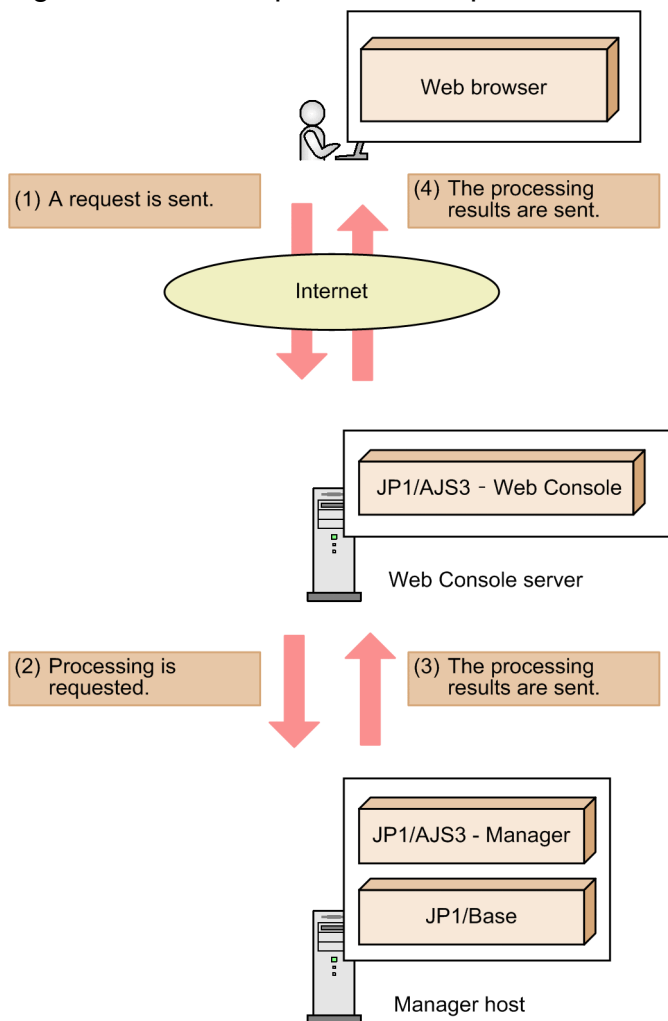 Web browser
(1) A request is sent.
(4) The processing
results are sent.
Internet
JP1/AJS3 - Web Console
Web Console server
(2) Processing is
requested.
(3) The processing
results are sent.
JP1/AJS3 - Manager
JP1/Base
Manager host